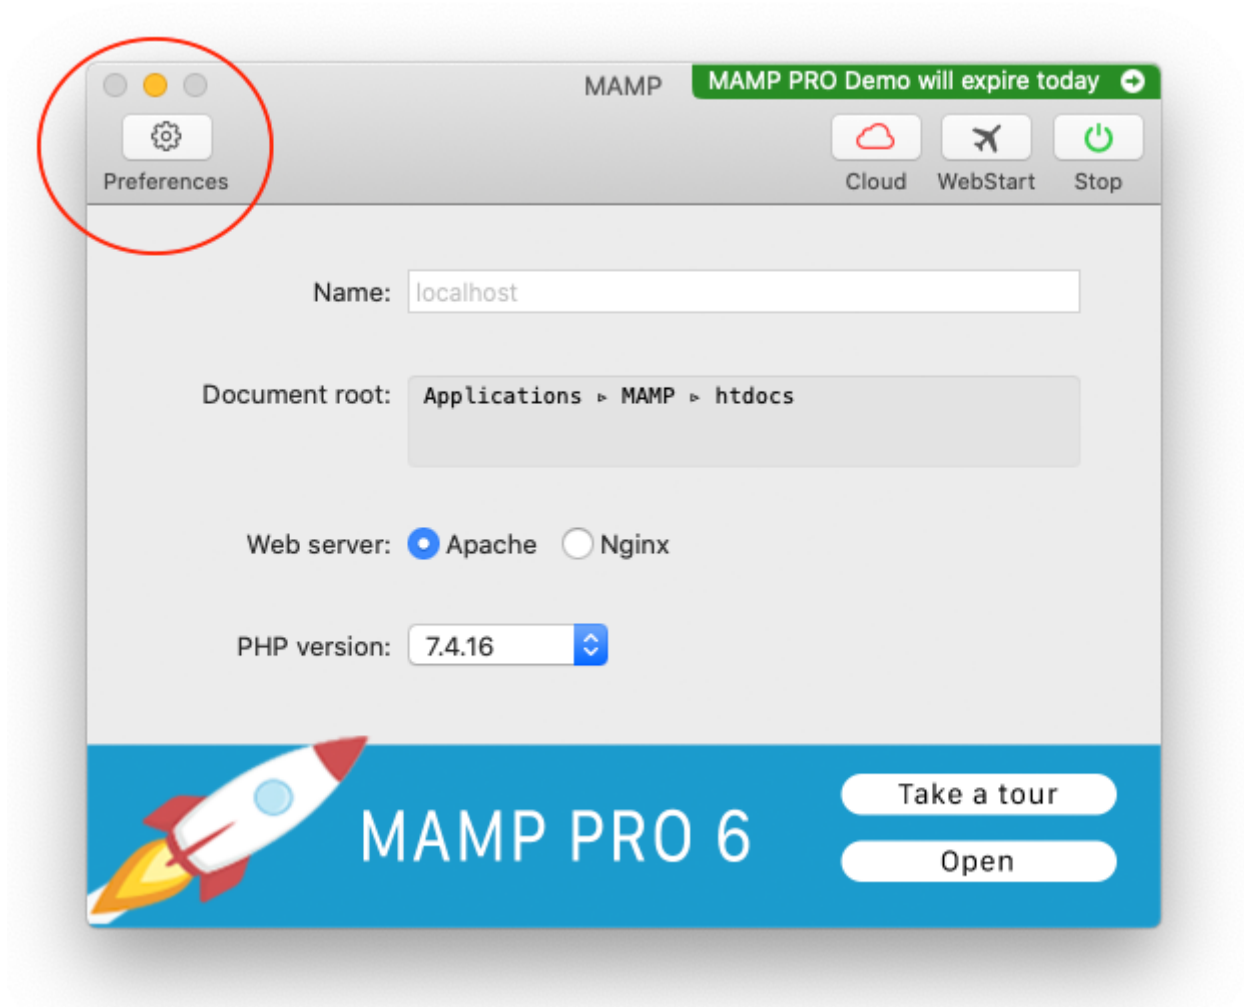 MAMP
MAMP PRO Demo will expire today
Preferences
Cloud
WebStart
Stop
Name: localhost
Document root: Applications ▹ MAMP ▹ htdocs
Web server: Apache Nginx
PHP version: 7.4.16
MAMP PRO 6
Take a tour
Open